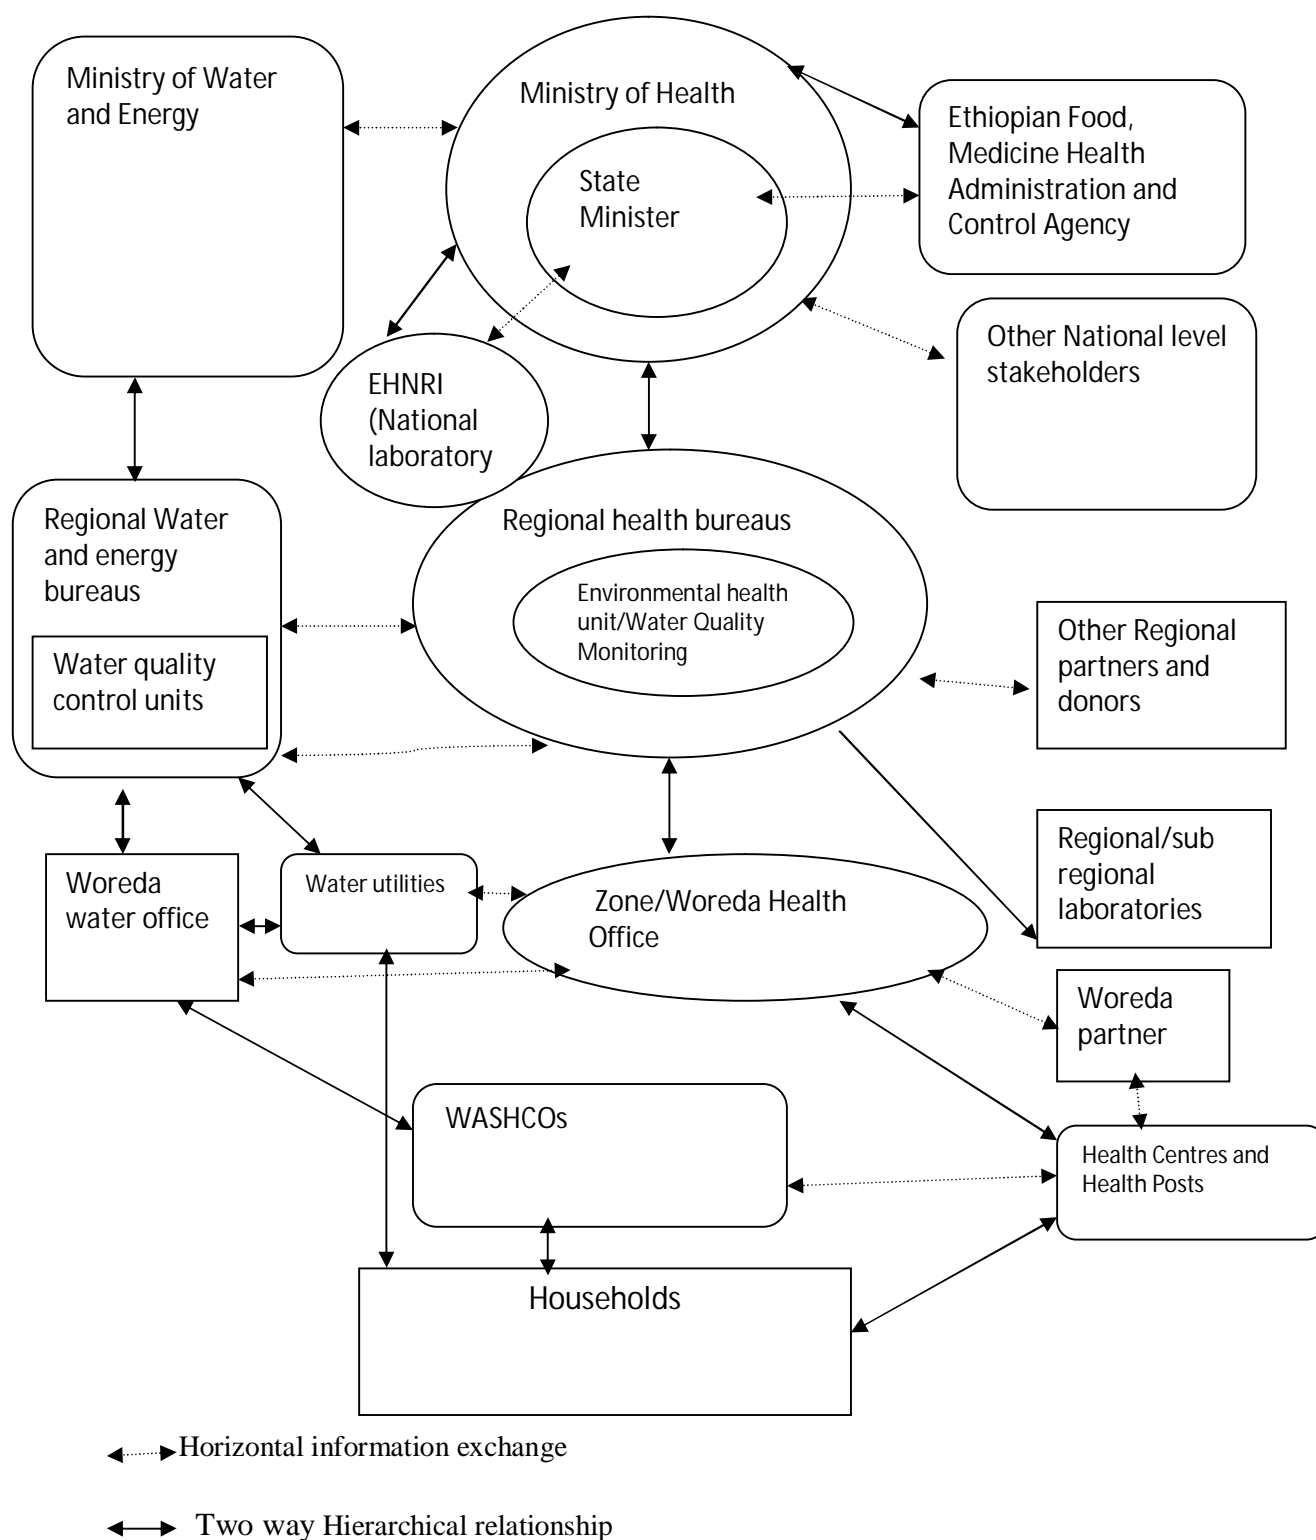 Ministry of Water
and Energy
Ministry of Health
State
Minister
Ethiopian Food,
Medicine Health
Administration and
Control Agency
Other National level
stakeholders
EHNRI
(National
laboratory
Regional Water
and energy
bureaus
Water quality
control units
Regional health bureaus
Environmental health
unit/Water Quality
Monitoring
Other Regional
partners and
donors
Regional/sub
regional
laboratories
Woreda
water office
Water utilities
Zone/Woreda Health
Office
Woreda
partner
WASHCOs
Health Centres and
Health Posts
Households
Horizontal information exchange
Two way Hierarchical relationship